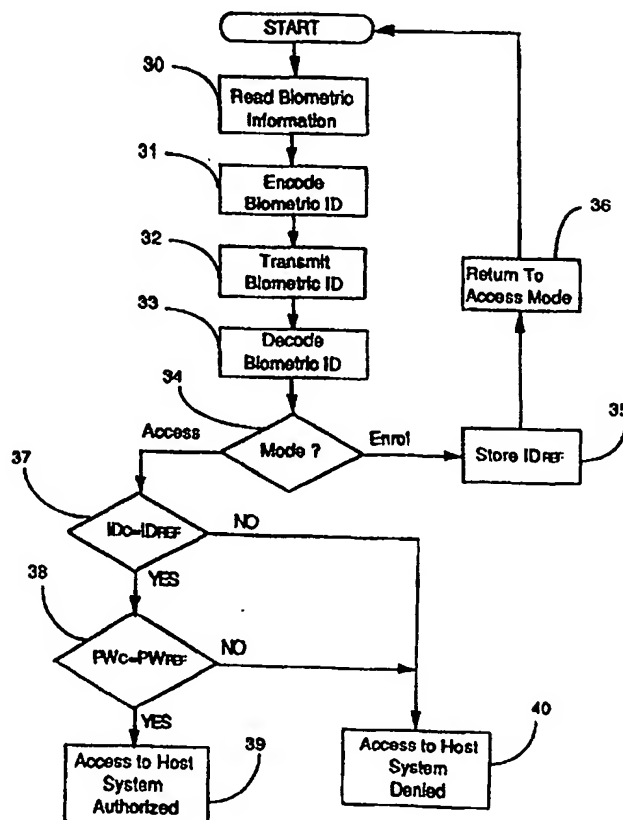 START
30
Read Biometric
Information
31
Encode
Biometric ID
32
Transmit
Biometric ID
36
Return To
Access Mode
33
Decode
Biometric ID
34
Mode ?
Access
Enrol
35
Store IDREF
37
IDC=IDREF
NO
YES
38
PWC=PWREF
NO
YES
39
Access to Host
System
Authorized
40
Access to Host
System
Denied